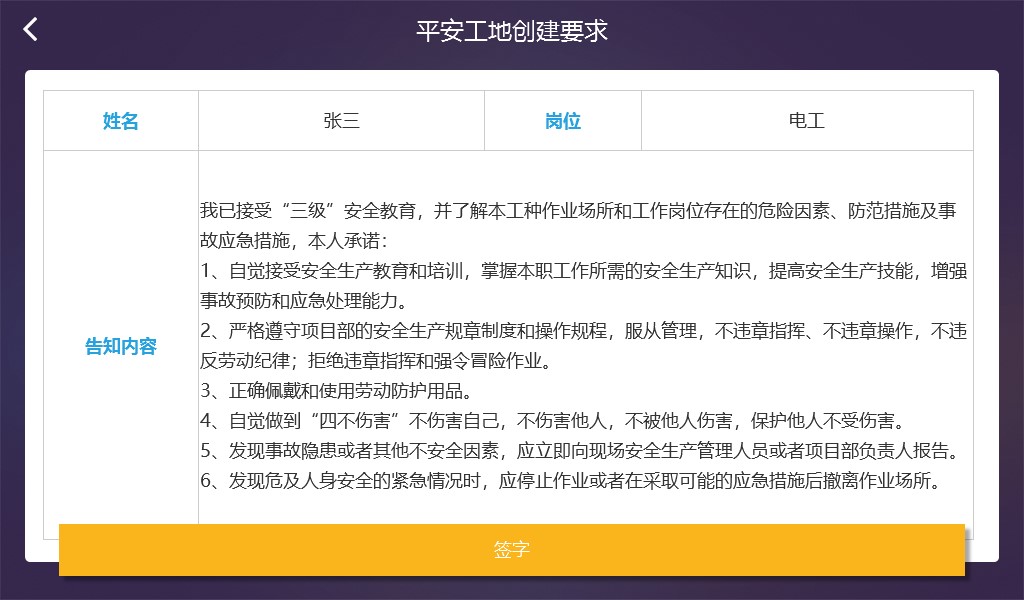 平安工地创建要求
姓名 张三 岗位 电工
告知内容
我已接受“三级”安全教育，并了解本工种作业场所和工作岗位存在的危险因素、防范措施及事
故应急措施，本人承诺：
1、自觉接受安全生产教育和培训，掌握本职工作所需的安全生产知识，提高安全生产技能，增强
事故预防和应急处理能力。
2、严格遵守项目部的安全生产规章制度和操作规程，服从管理，不违章指挥、不违章操作，不违
反劳动纪律；拒绝违章指挥和强令冒险作业。
3、正确佩戴和使用劳动防护用品。
4、自觉做到“四不伤害”不伤害自己，不伤害他人，不被他人伤害，保护他人不受伤害。
5、发现事故隐患或者其他不安全因素，应立即向现场安全生产管理人员或者项目部负责人报告。
6、发现危及人身安全的紧急情况时，应停止作业或者在采取可能的应急措施后撤离作业场所。
签字